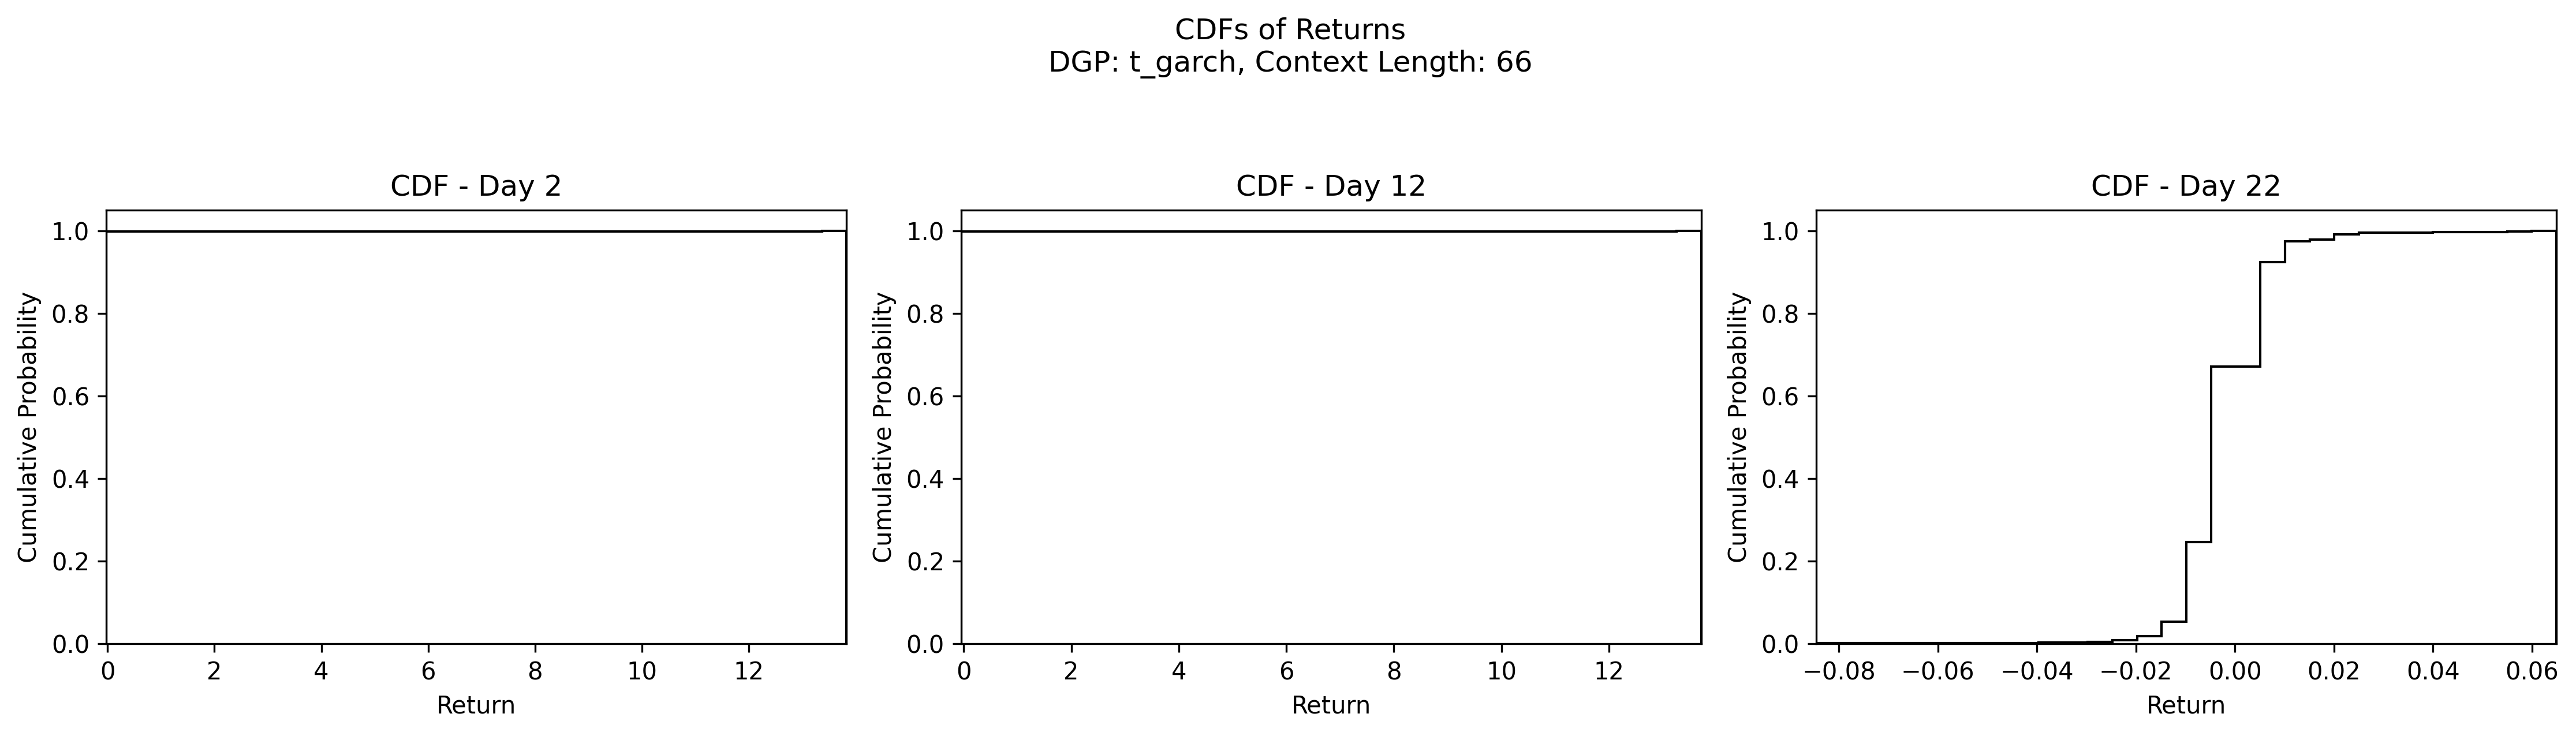 CDFs of Returns
DGP: t_garch, Context Length: 66
CDF - Day 2
1.0
0.8
0.6
0.4
0.2
0.0
Cumulative Probability
0 2 4 6 8 10 12
Return
CDF - Day 12
1.0
0.8
0.6
0.4
0.2
0.0
Cumulative Probability
0 2 4 6 8 10 12
Return
CDF - Day 22
1.0
0.8
0.6
0.4
0.2
0.0
Cumulative Probability
−0.08 −0.06 −0.04 −0.02 0.00 0.02 0.04 0.06
Return